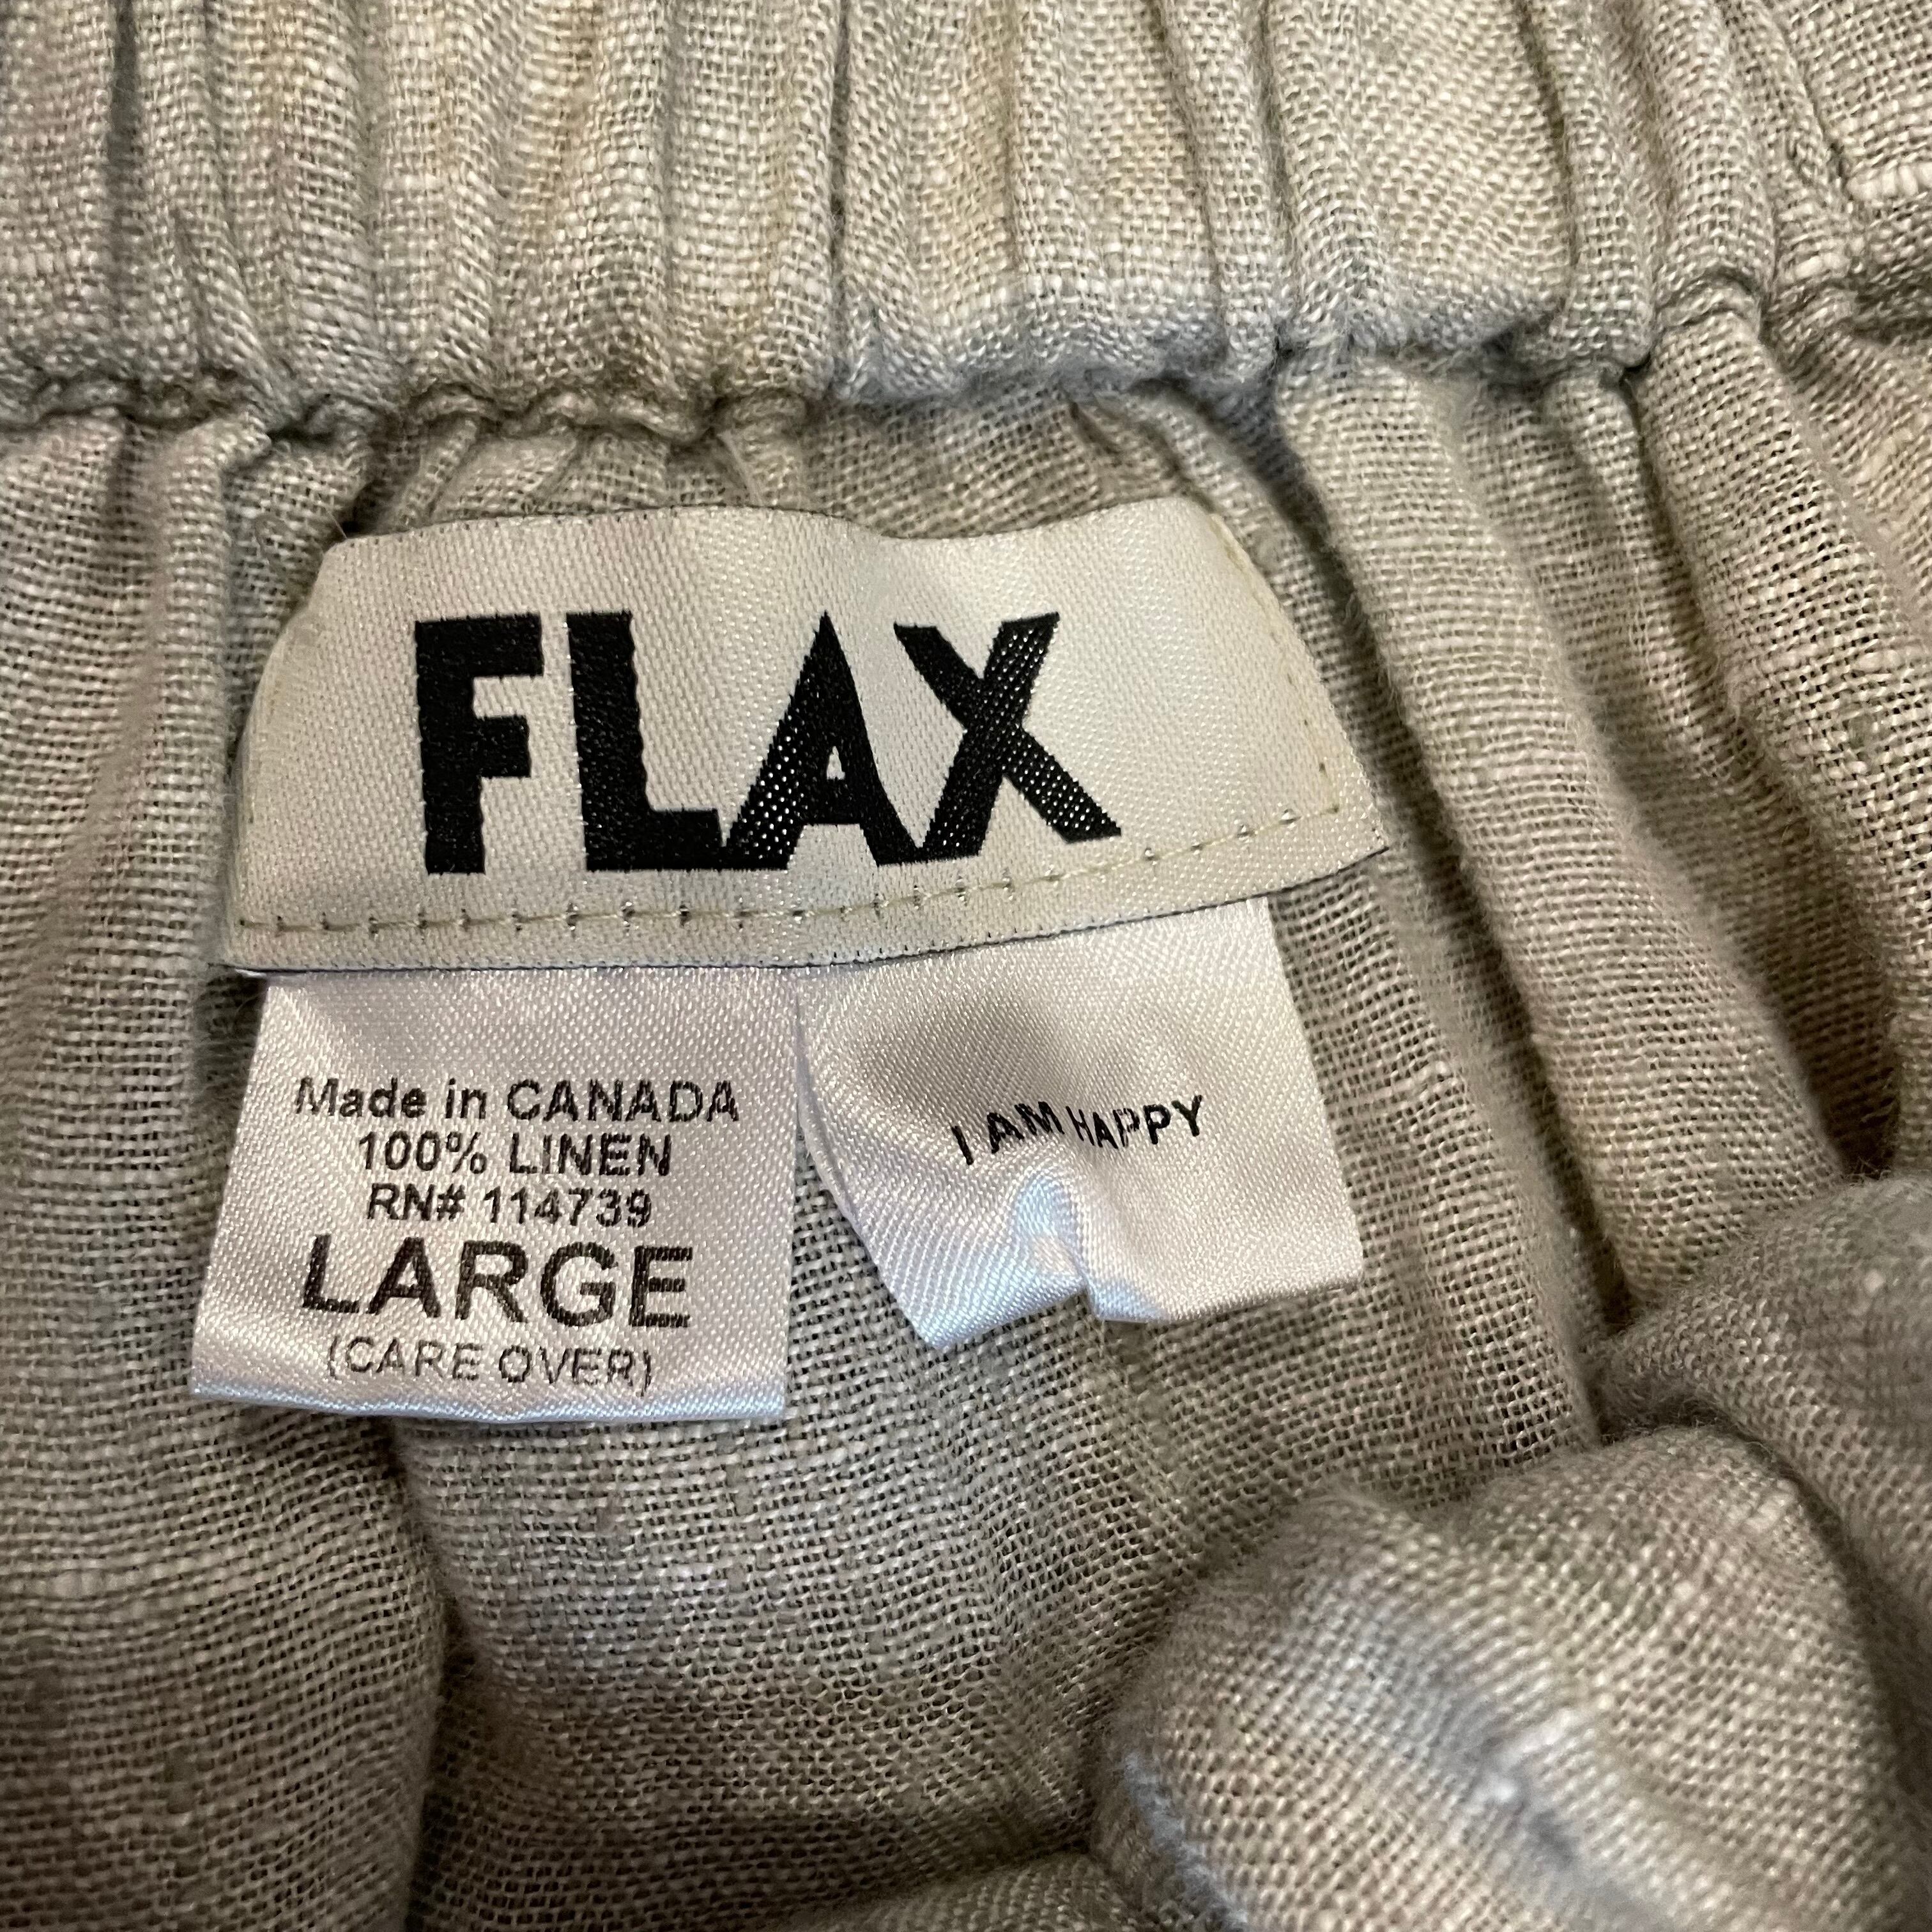 FLAX
Made in CANADA
100% LINEN
RN# 114739
LARGE
(CARE OVER)
I AM HAPPY